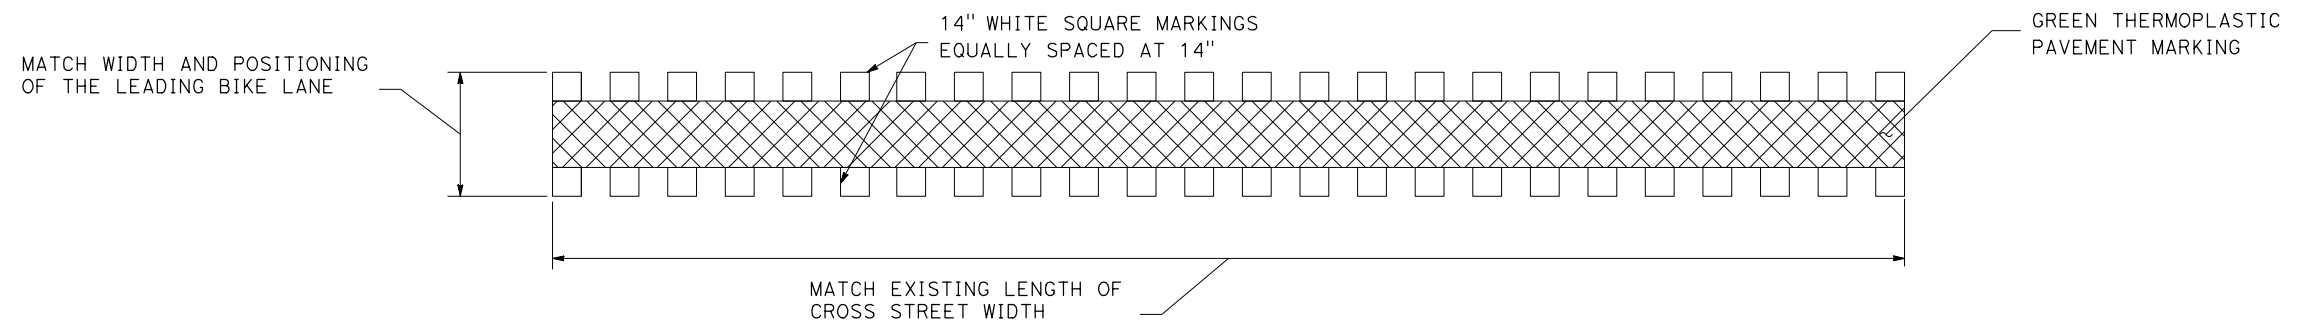 14" WHITE SQUARE MARKINGS
EQUALLY SPACED AT 14"
GREEN THERMOPLASTIC
PAVEMENT MARKING
MATCH WIDTH AND POSITIONING
OF THE LEADING BIKE LANE
MATCH EXISTING LENGTH OF
CROSS STREET WIDTH